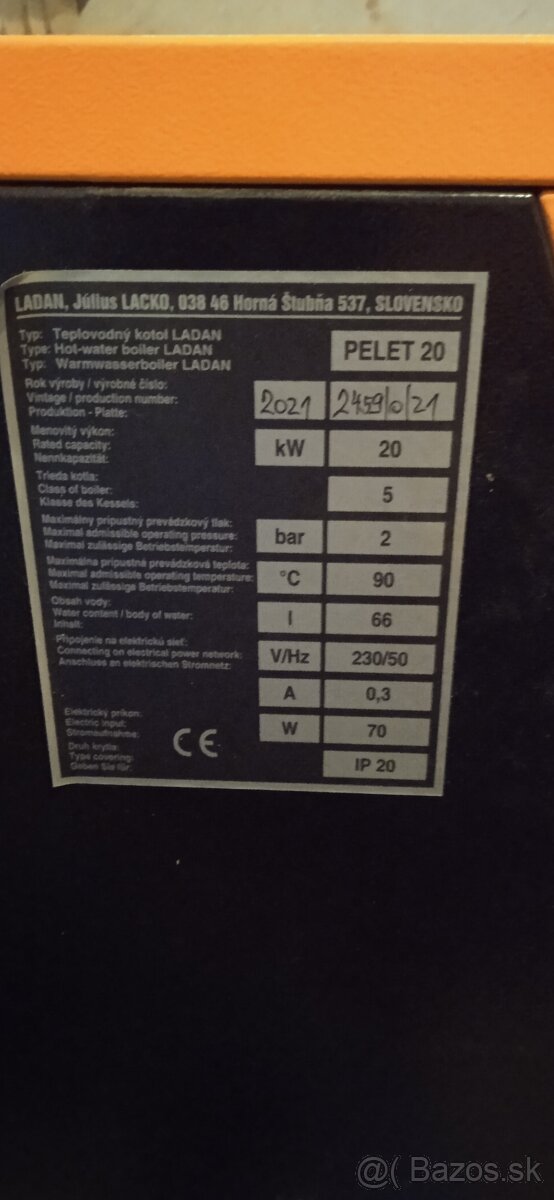 LADAN, Július LACKO, 038 46 Horná Štubňa 537, SLOVENSKO
Typ: Teplovodný kotol LADAN
Type: Hot-water boiler LADAN
Typ: Warmwasserboiler LADAN
PELET 20
Rok výroby / výrobné číslo:
Vintage / production number:
Produktion - Platte:
2021 2459/0/21
Menovitý výkon:
Rated capacity:
Nennkapazität:
kW 20
Trieda kotla:
Class of boiler:
Klasse des Kessels:
5
Maximálny prípustný prevádzkový tlak:
Maximal admissible operating pressure:
Maximal zulässige Betriebstemperatur:
bar 2
Maximálna prípustná prevádzková teplota:
Maximal admissible operating temperature:
Maximal zulässige Betriebstemperatur:
°C 90
Obsah vody:
Water content / body of water:
Inhalt:
l 66
Pripojenie na elektrickú sieť:
Connecting on electrical power network:
Anschluss an elektrischen Stromnetz:
V/Hz 230/50
A 0,3
Elektrický príkon:
Electric input:
Stromaufnahme:
W 70
Druh krytia:
Type covering:
Geben Sie für:
CE
IP 20
@( Bazos.sk